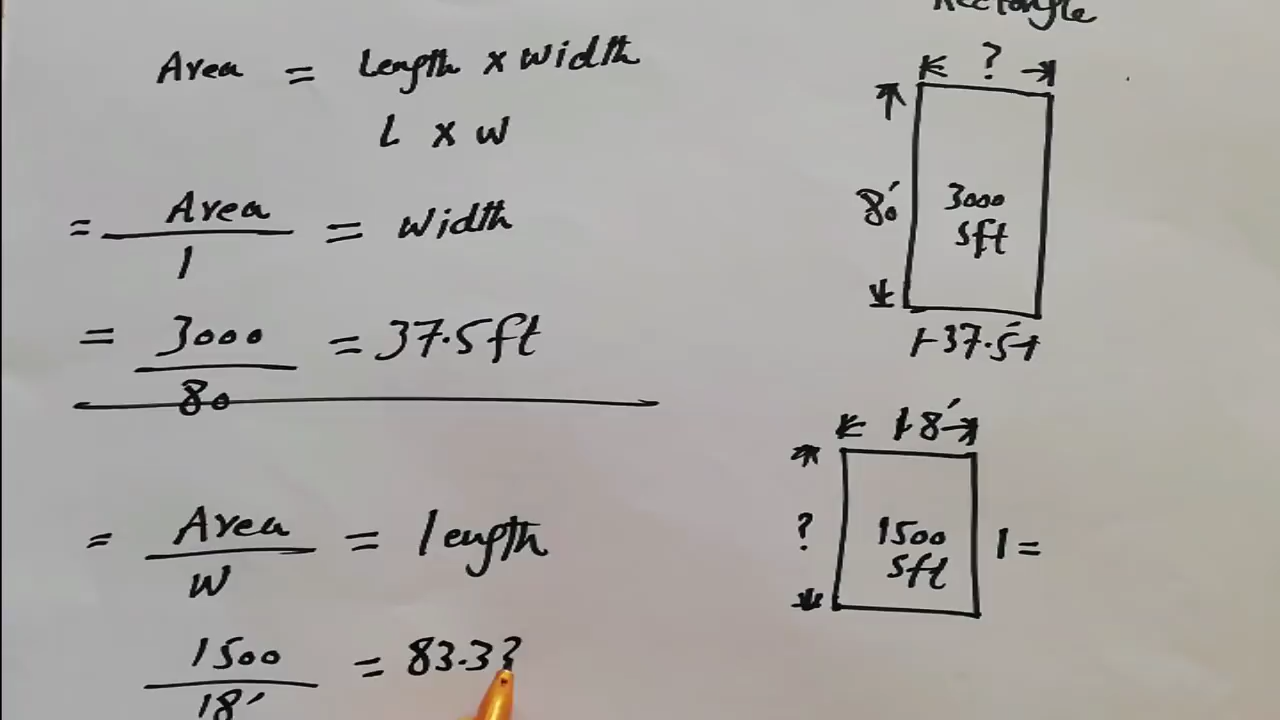 Rectangle
Area = Length x Width
L x W
= Area / l = Width
= 3000 / 80 = 37.5ft
?
80'
3000
sft
37.5'
= Area / W = length
1500 / 18' = 83.33
18'
?
1500
sft
l =